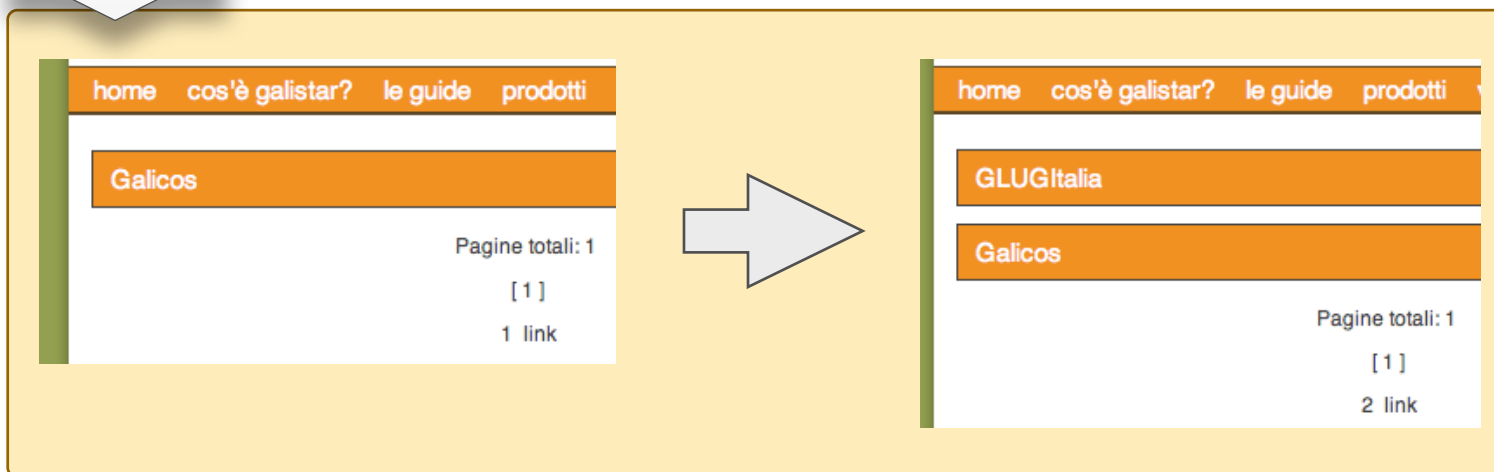 home cos'è galistar? le guide prodotti
Galicos
Pagine totali: 1
[ 1 ]
1 link
home cos'è galistar? le guide prodotti
GLUGItalia
Galicos
Pagine totali: 1
[ 1 ]
2 link